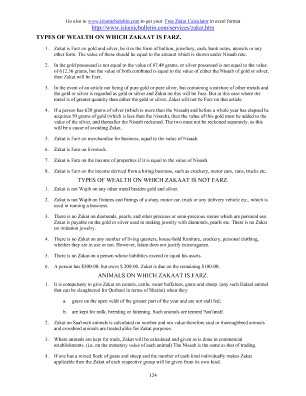 Go also to www.islamicbulletin.com to get your Free Zakat Calculator in excel format
http://www.islamicbulletin.com/services/zakat.htm
TYPES OF WEALTH ON WHICH ZAKAAT IS FARZ.
1. Zakat is Farz on gold and silver, be it in the form of bullion, jewellery, cash, bank notes, utensils or any
other form. The value of these should be equal to the amount which is shown under Nisaab rate.
2. In the gold possessed is not equal to the value of 87.48 grams, or silver possessed is not equal to the value
of 612.36 grams, but the value of both combined is equal to the value of either the Nisaab of gold or silver,
then Zakat will be Farz.
3. In the event of an article not being of pure gold or pure silver, but containing a mixture of other metals and
the gold or silver is regarded as gold or silver and Zakat on this will be Farz. But in this case where the
metal is of greater quantity than either the gold or silver, Zakat will not be Farz on this article
4. If a person has 620 grams of silver (which is more than the Nisaab) and before a whole year has elapsed he
acquires 50 grams of gold (which is less than the Nisaab), then the value of this gold must be added to the
value of the silver, and thereafter the Nisaab reckoned. The two must not be reckoned separately, as this
will be a cause of avoiding Zakat.
5. Zakat is Farz on merchandise for business, equal to the value of Nisaab.
6. Zakat is Farz on livestock.
7. Zakat is Farz on the income of properties if it is equal to the value of Nisaab.
8. Zakat is Farz on the income derived from a hiring business, such as crockery, motor cars, vans, trucks etc.
TYPES OF WEALTH ON WHICH ZAKAAT IS NOT FARZ.
1. Zakat is not Wajib on any other metal besides gold and silver.
2. Zakat is not Wajib on fixtures and fittings of a shop, motor car, truck or any delivery vehicle etc., which is
used in running a business.
3. There is no Zakat on diamonds, pearls, and other precious or semi-precious stones which are personal use.
Zakat is payable on the gold or silver used in making jewelry with diamonds, pearls etc. There is no Zakat
on imitation jewelry.
4. There is no Zakat on any number of living quarters, household furniture, crockery, personal clothing,
whether they are in use or not. However, Islam does not justify extravagance.
5. There is no Zakat on a person whose liabilities exceed or equal his assets.
6. A person has $300.00, but owes $ 200.00. Zakat is due on the remaining $100.00.
ANIMALS ON WHICH ZAKAAT IS FARZ.
1. It is compulsory to give Zakat on camels, cattle, water buffaloes, goats and sheep. (any such Halaal animal
that can be slaughtered for Qurbani in terms of Shariat) when they:
a. graze on the open veld of the greater part of the year and are not stall fed;
b. are kept for milk, breeding or fattening. Such animals are termed 'Saa'imah'.
2. Zakat on Saa'imah animals is calculated on number and not value therefore stud or thoroughbred animals
and crossbred animals are treated alike for Zakat purposes.
3. Where animals are kept for trade, Zakat will be calculated and given as is done in commercial
establishments. (i.e. on the monetary value of each animal) The Nisaab is the same as that of trading.
4. If one has a mixed flock of goats and sheep and the number of each kind individually makes Zakat
applicable then the Zakat of each respective group will be given from its own kind.
124